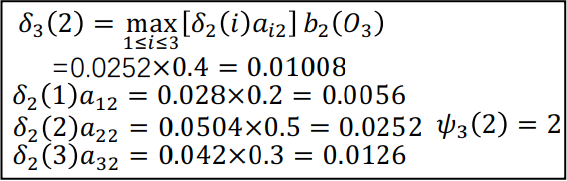 δ₃(2) = max[δ₂(i)aᵢ₂] b₂(O₃)
1≤i≤3
=0.0252×0.4 = 0.01008
δ₂(1)a₁₂ = 0.028×0.2 = 0.0056
δ₂(2)a₂₂ = 0.0504×0.5 = 0.0252 ψ₃(2) = 2
δ₂(3)a₃₂ = 0.042×0.3 = 0.0126